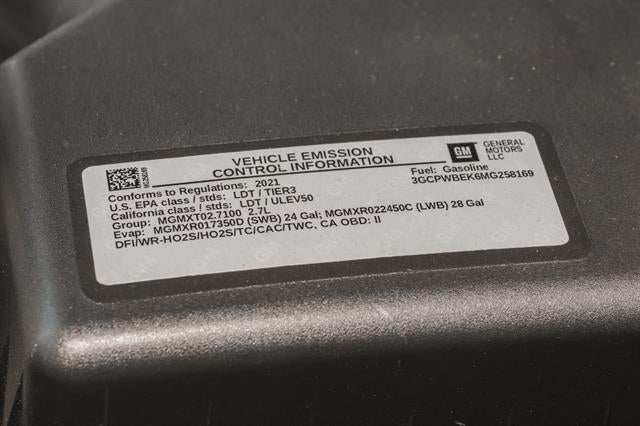 VEHICLE EMISSION
CONTROL INFORMATION
GM
GENERAL
MOTORS
LLC
Conforms to Regulations: 2021
Fuel: Gasoline
U.S. EPA class / stds: LDT / TIER3
3GCPWBEK6MG258169
California class / stds: LDT / ULEV50
Group: MGMXT02.7100 2.7L
Evap: MGMXR017350D (SWB) 24 Gal; MGMXR022450C (LWB) 28 Gal
DFI/WR-HO2S/HO2S/TC/CAC/TWC, CA OBD: II